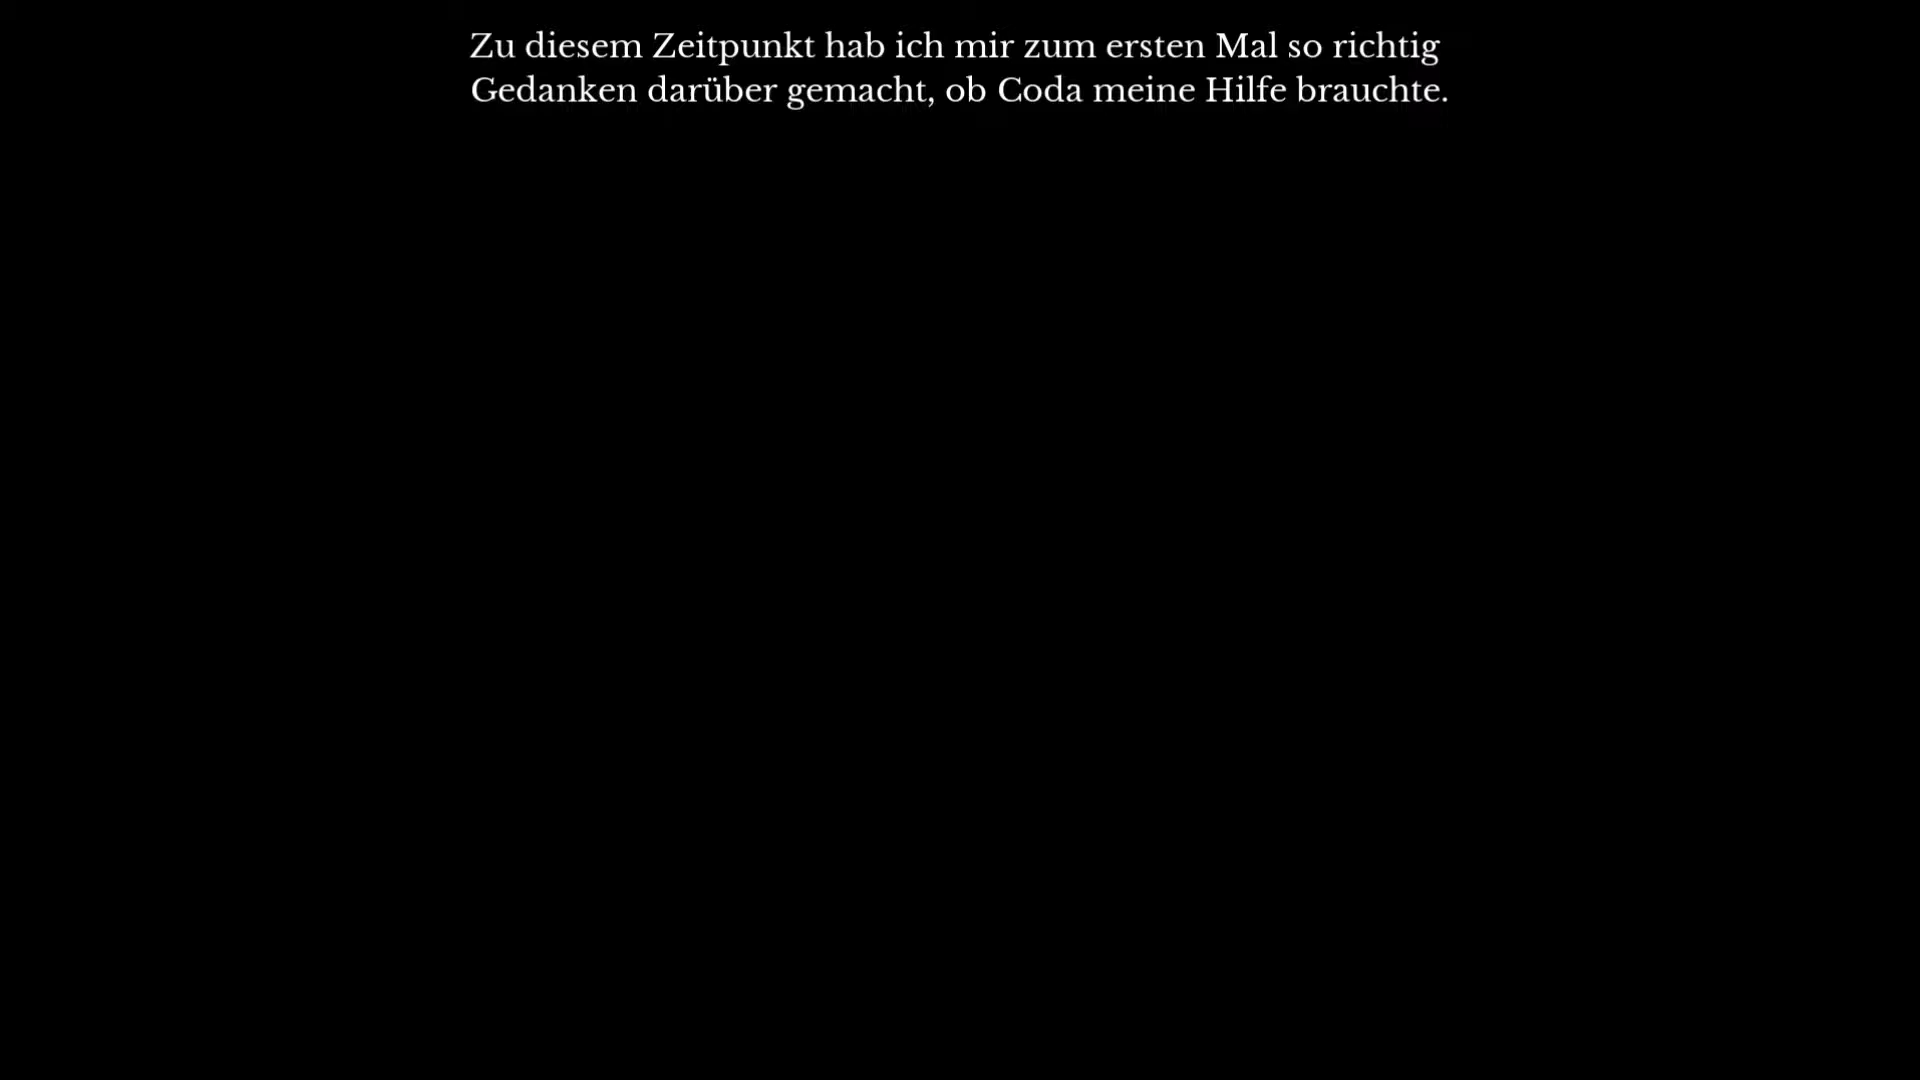 Zu diesem Zeitpunkt hab ich mir zum ersten Mal so richtig
Gedanken darüber gemacht, ob Coda meine Hilfe brauchte.